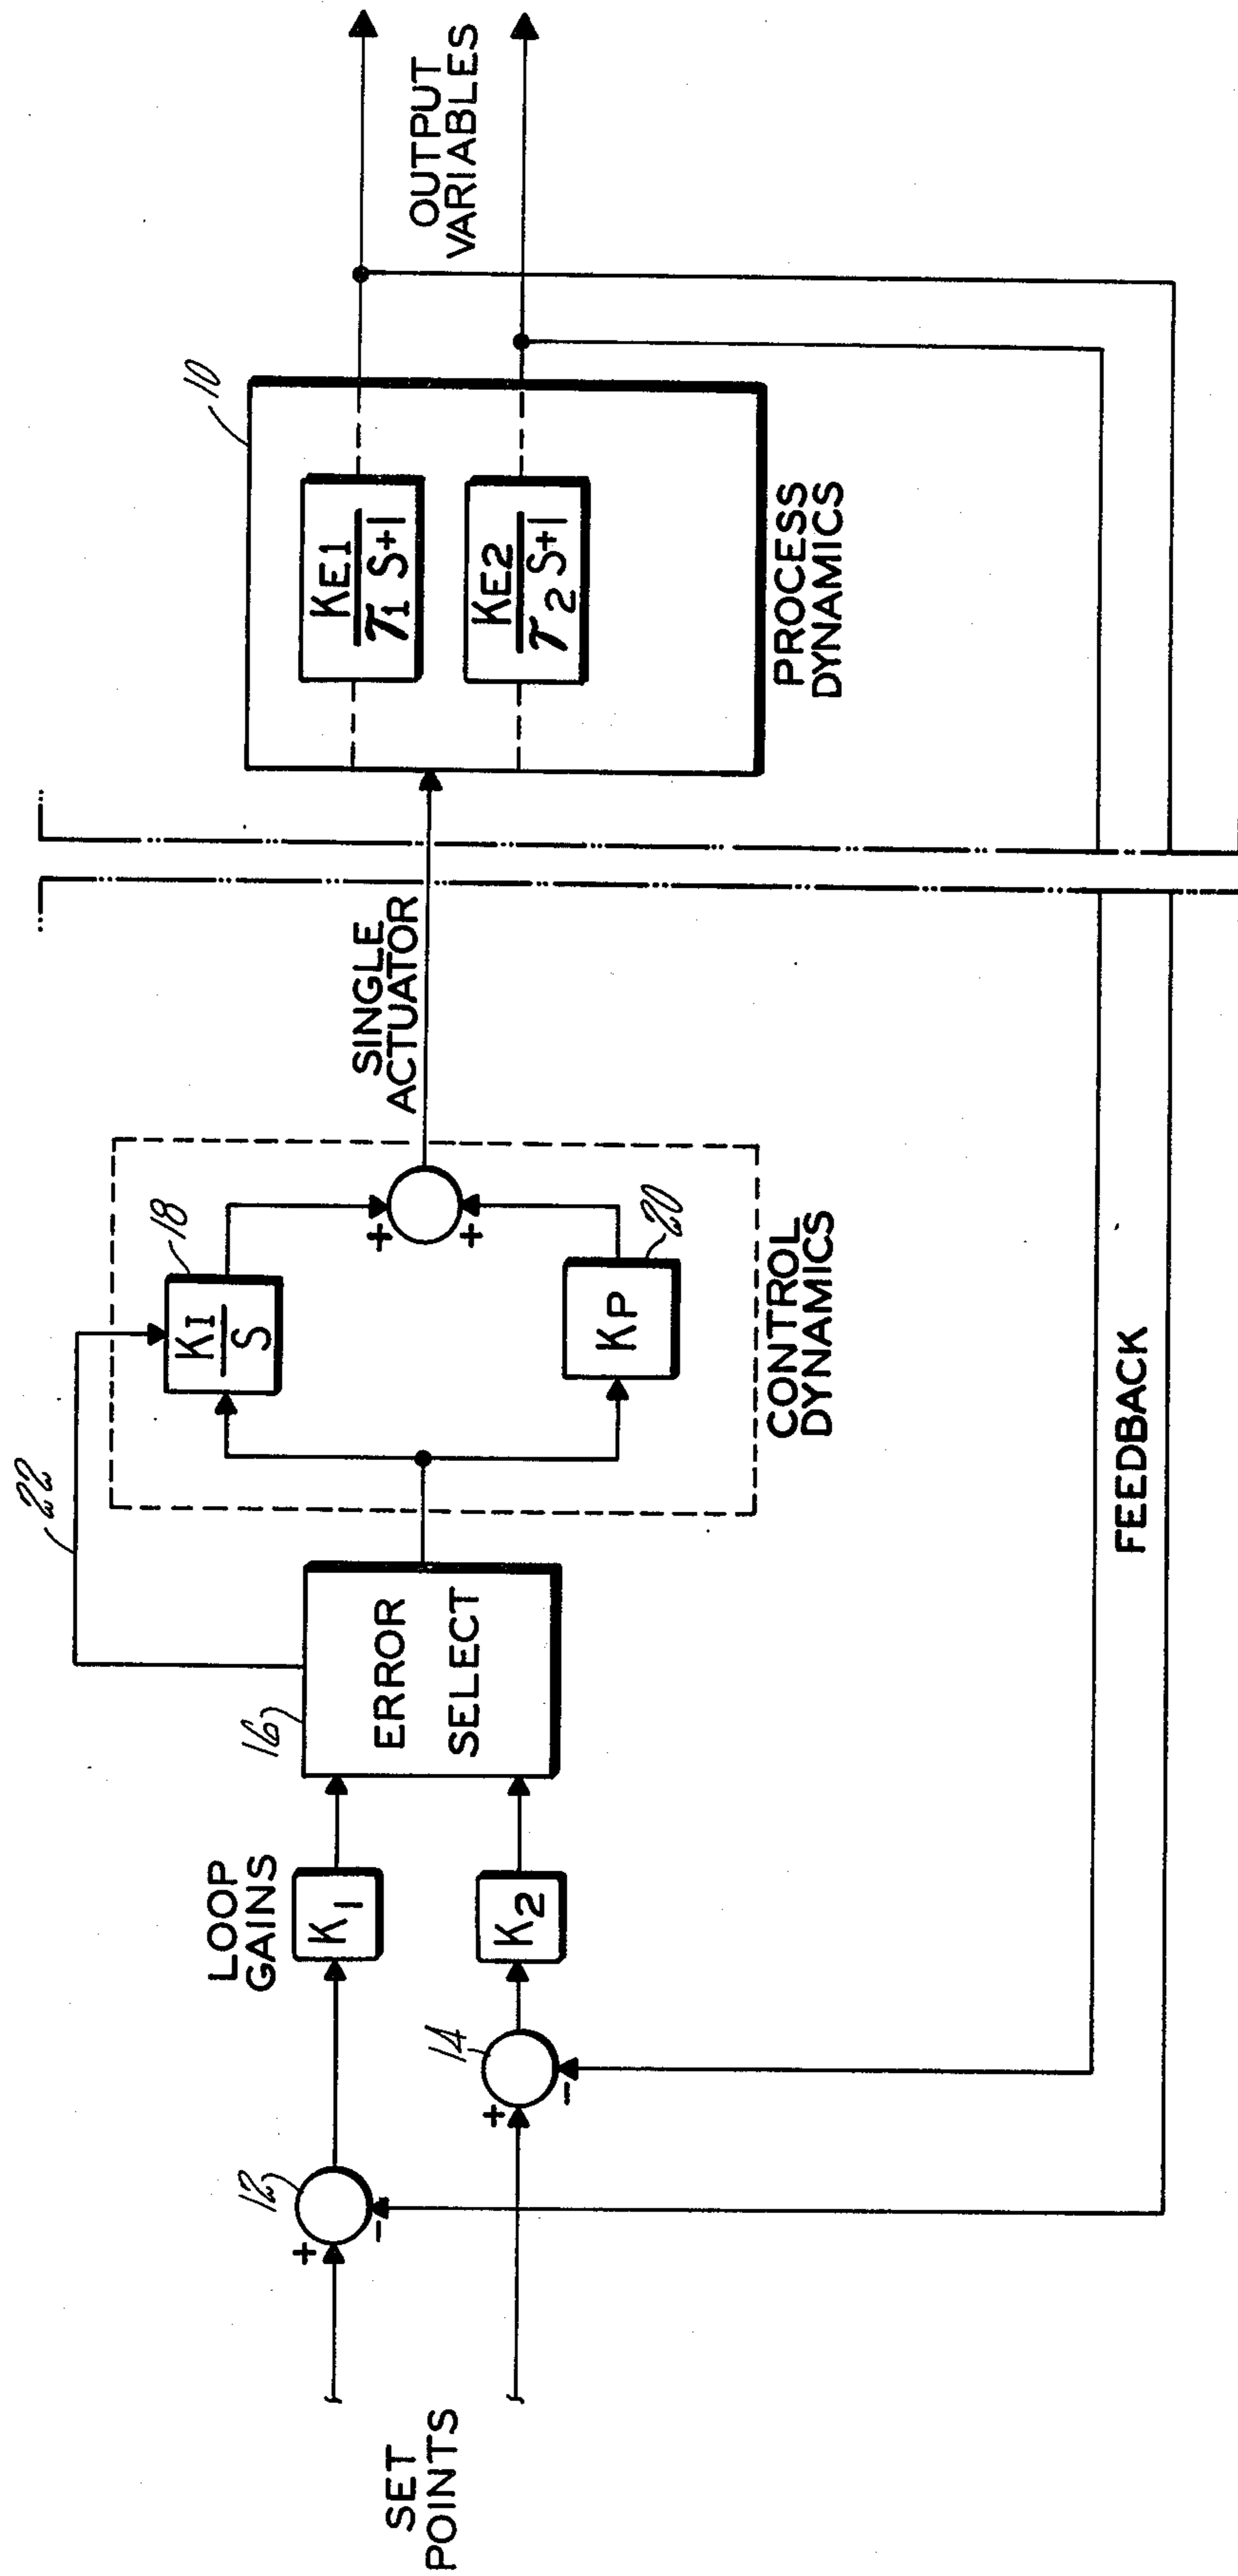 SET
POINTS
+
-
12
+
-
14
LOOP
GAINS
K1
K2
16
ERROR
SELECT
22
KI
S
18
KP
20
+
+
CONTROL
DYNAMICS
SINGLE
ACTUATOR
10
KE1
τ1 S+1
KE2
τ2 S+1
PROCESS
DYNAMICS
OUTPUT
VARIABLES
FEEDBACK